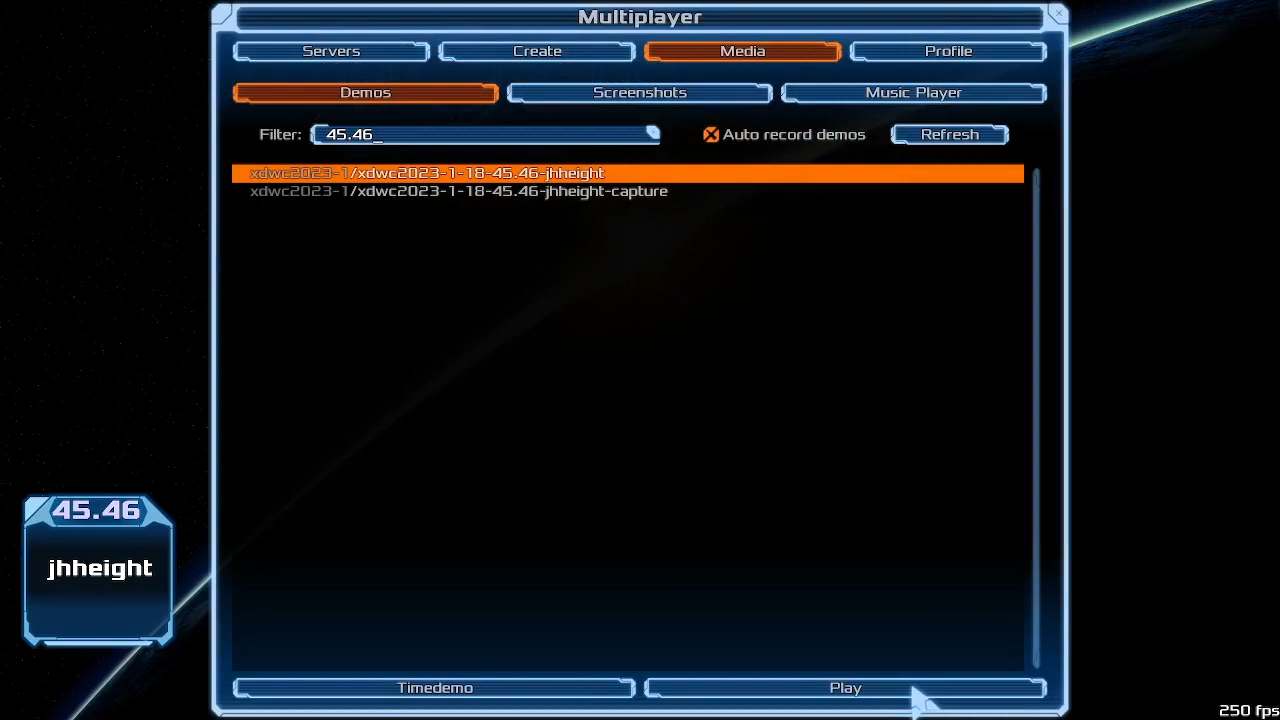 Multiplayer
Servers Create Media Profile
Demos Screenshots Music Player
Filter: 45.46_ Auto record demos Refresh
xdwc2023-1/xdwc2023-1-18-45.46-jhheight
xdwc2023-1/xdwc2023-1-18-45.46-jhheight-capture
45.46
jhheight
Timedemo Play
250 fps